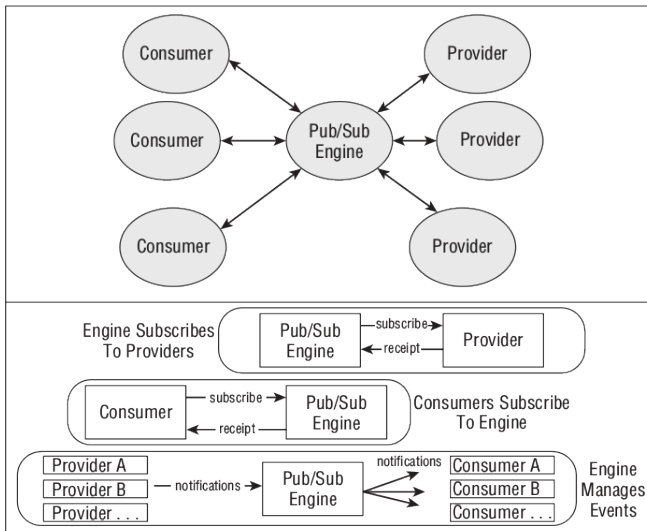 Consumer
Provider
Consumer
Pub/Sub
Engine
Provider
Consumer
Provider
Engine Subscribes
To Providers
Pub/Sub
Engine
subscribe
receipt
Provider
Consumer
subscribe
receipt
Pub/Sub
Engine
Consumers Subscribe
To Engine
Provider A
Provider B
Provider . . .
notifications
Pub/Sub
Engine
notifications
Consumer A
Consumer B
Consumer . . .
Engine
Manages
Events